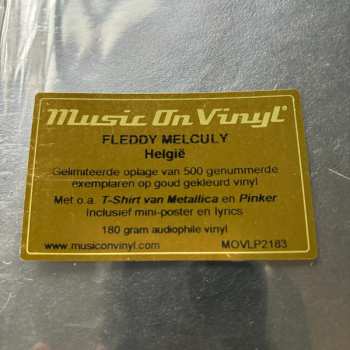 Music On Vinyl®
FLEDDY MELCULY
Helgië
Gelimiteerde oplage van 500 genummerde
exemplaren op goud gekleurd vinyl
Met o.a. T-Shirt van Metallica en Pinker
Inclusief mini-poster en lyrics
180 gram audiophile vinyl
www.musiconvinyl.com MOVLP2183